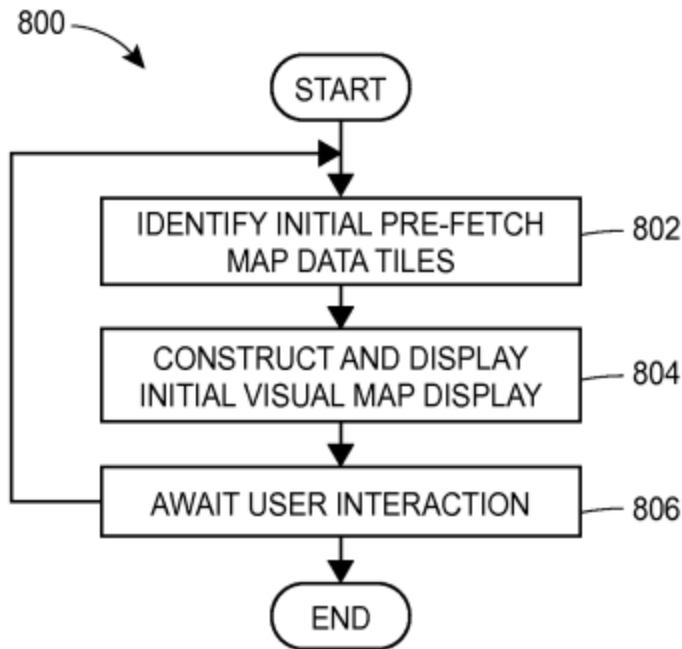 800
START
IDENTIFY INITIAL PRE-FETCH
MAP DATA TILES
802
CONSTRUCT AND DISPLAY
INITIAL VISUAL MAP DISPLAY
804
AWAIT USER INTERACTION
806
END